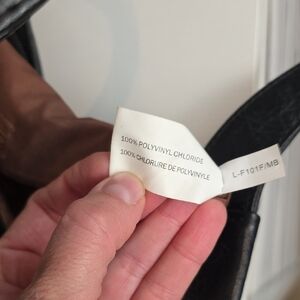 100% POLYVINYL CHLORIDE
100% CHLORURE DE POLYVINYLE
L-F101F/MB